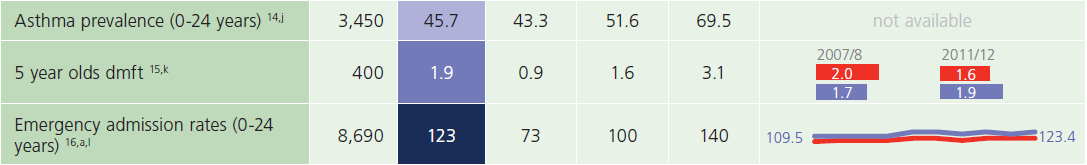 Asthma prevalence (0-24 years) 14,j 3,450 45.7 43.3 51.6 69.5 not available
2007/8 2011/12
5 year olds dmft 15,k 400 1.9 0.9 1.6 3.1 2.0 1.6
1.7 1.9
Emergency admission rates (0-24
years) 16,a,l 8,690 123 73 100 140 109.5 123.4